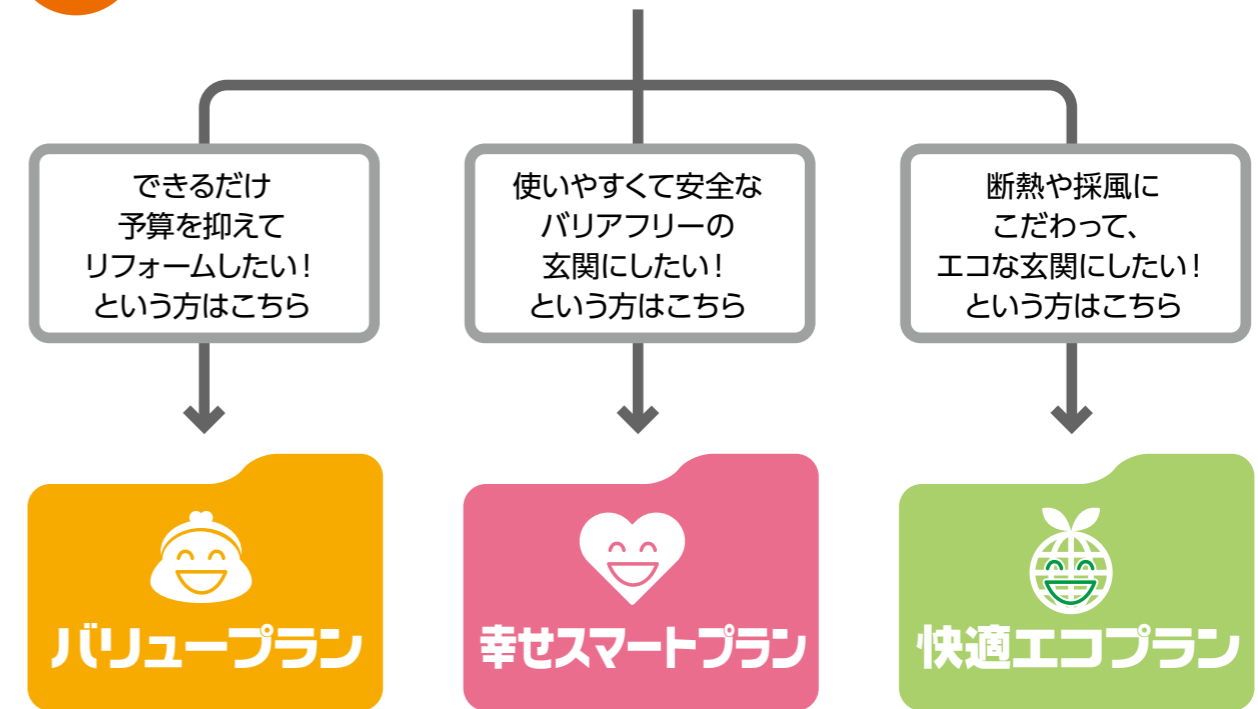 できるだけ
予算を抑えて
リフォームしたい！
という方はこちら
使いやすくて安全な
バリアフリーの
玄関にしたい！
という方はこちら
断熱や採風に
こだわって、
エコな玄関にしたい！
という方はこちら
バリュープラン
幸せスマートプラン
快適エコプラン